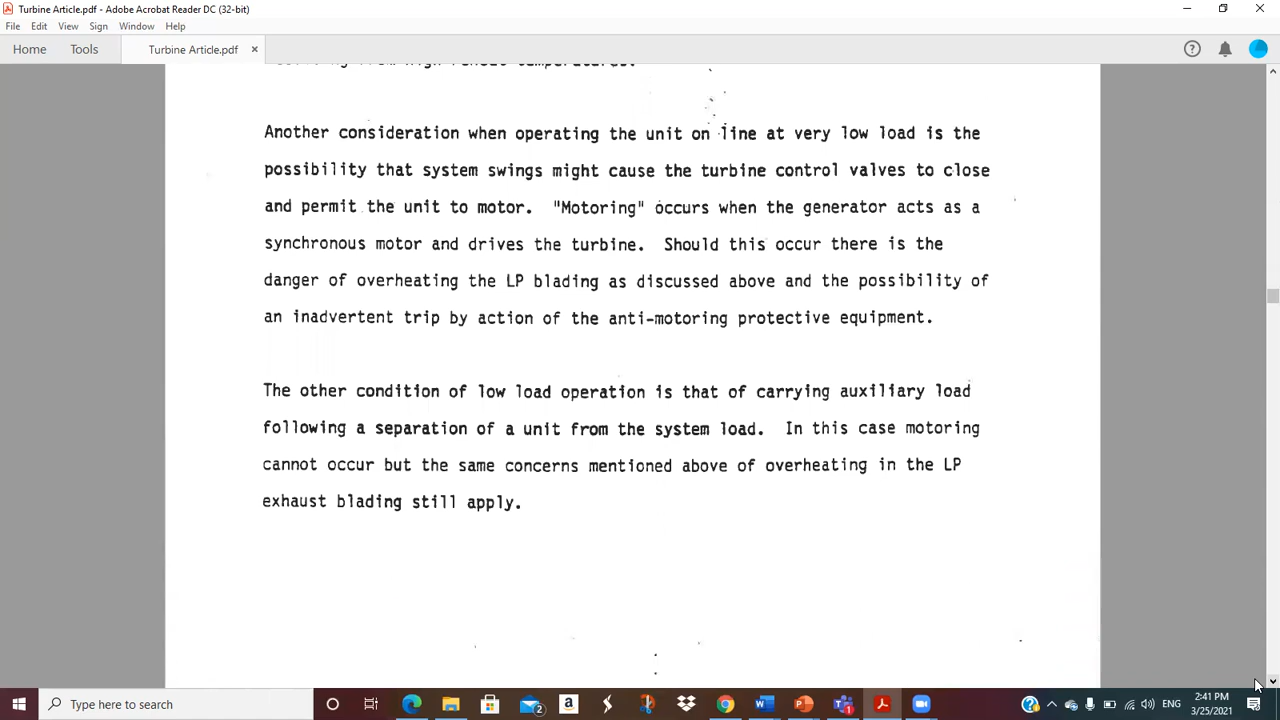 Turbine Article.pdf - Adobe Acrobat Reader DC (32-bit)
File Edit View Sign Window Help
Home Tools Turbine Article.pdf ×
Another consideration when operating the unit on line at very low load is the
possibility that system swings might cause the turbine control valves to close
and permit the unit to motor. "Motoring" occurs when the generator acts as a
synchronous motor and drives the turbine. Should this occur there is the
danger of overheating the LP blading as discussed above and the possibility of
an inadvertent trip by action of the anti-motoring protective equipment.
The other condition of low load operation is that of carrying auxiliary load
following a separation of a unit from the system load. In this case motoring
cannot occur but the same concerns mentioned above of overheating in the LP
exhaust blading still apply.
Type here to search
2:41 PM
3/25/2021